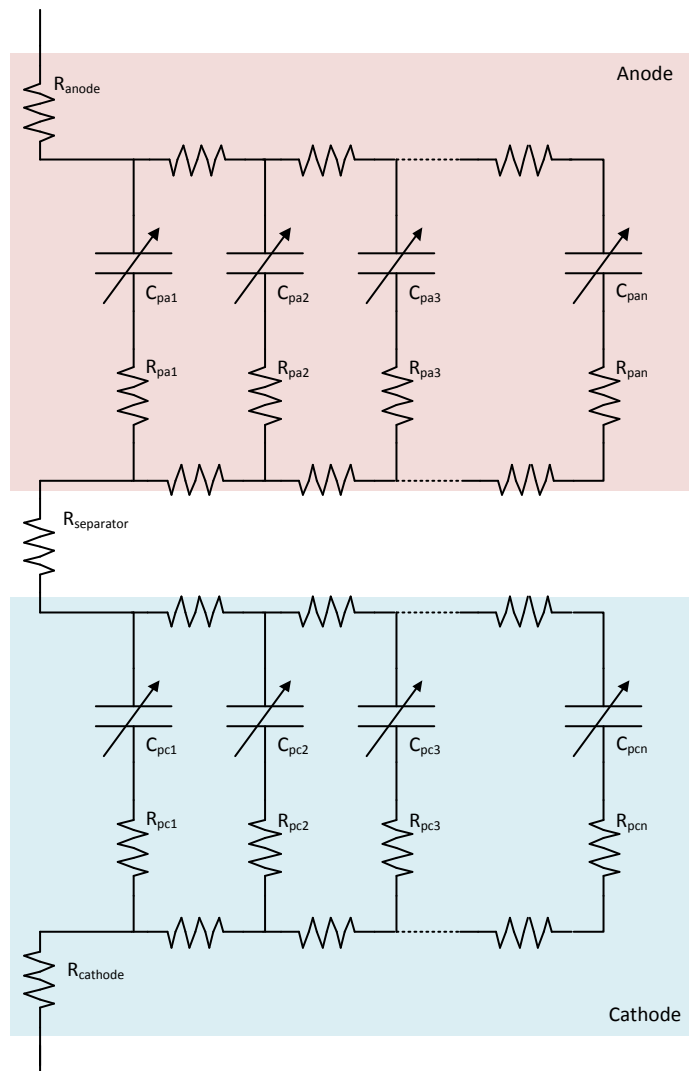 Anode
Ranode
Cpa1
Cpa2
Cpa3
Cpan
Rpa1
Rpa2
Rpa3
Rpan
Rseparator
Cpc1
Cpc2
Cpc3
Cpcn
Rpc1
Rpc2
Rpc3
Rpcn
Rcathode
Cathode